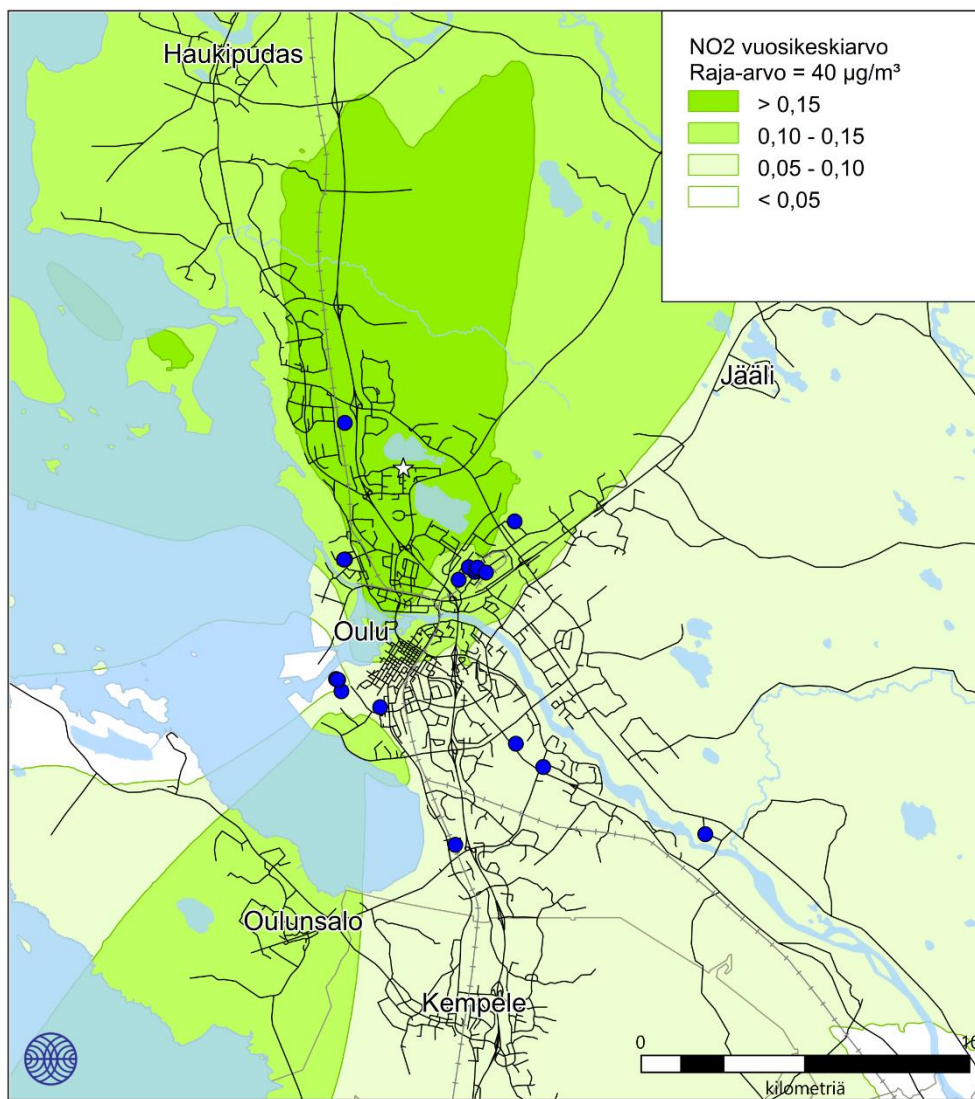 Haukipudas
NO2 vuosikeskiarvo
Raja-arvo = 40 µg/m³
> 0,15
0,10 - 0,15
0,05 - 0,10
< 0,05
Jääli
Oulu
Oulunsalo
Kempele
0 10
kilometriä